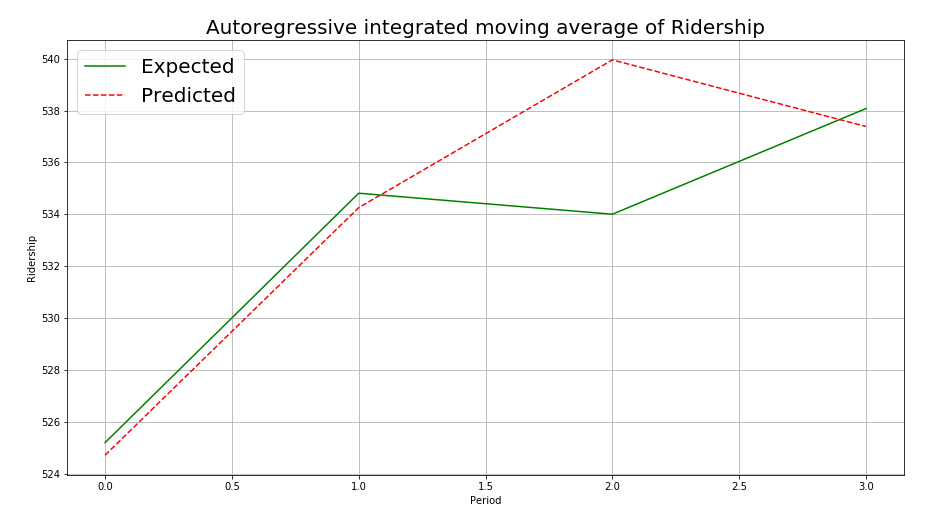 Autoregressive integrated moving average of Ridership
Expected
Predicted
540
538
536
534
532
530
528
526
524
Ridership
0.0 0.5 1.0 1.5 2.0 2.5 3.0
Period